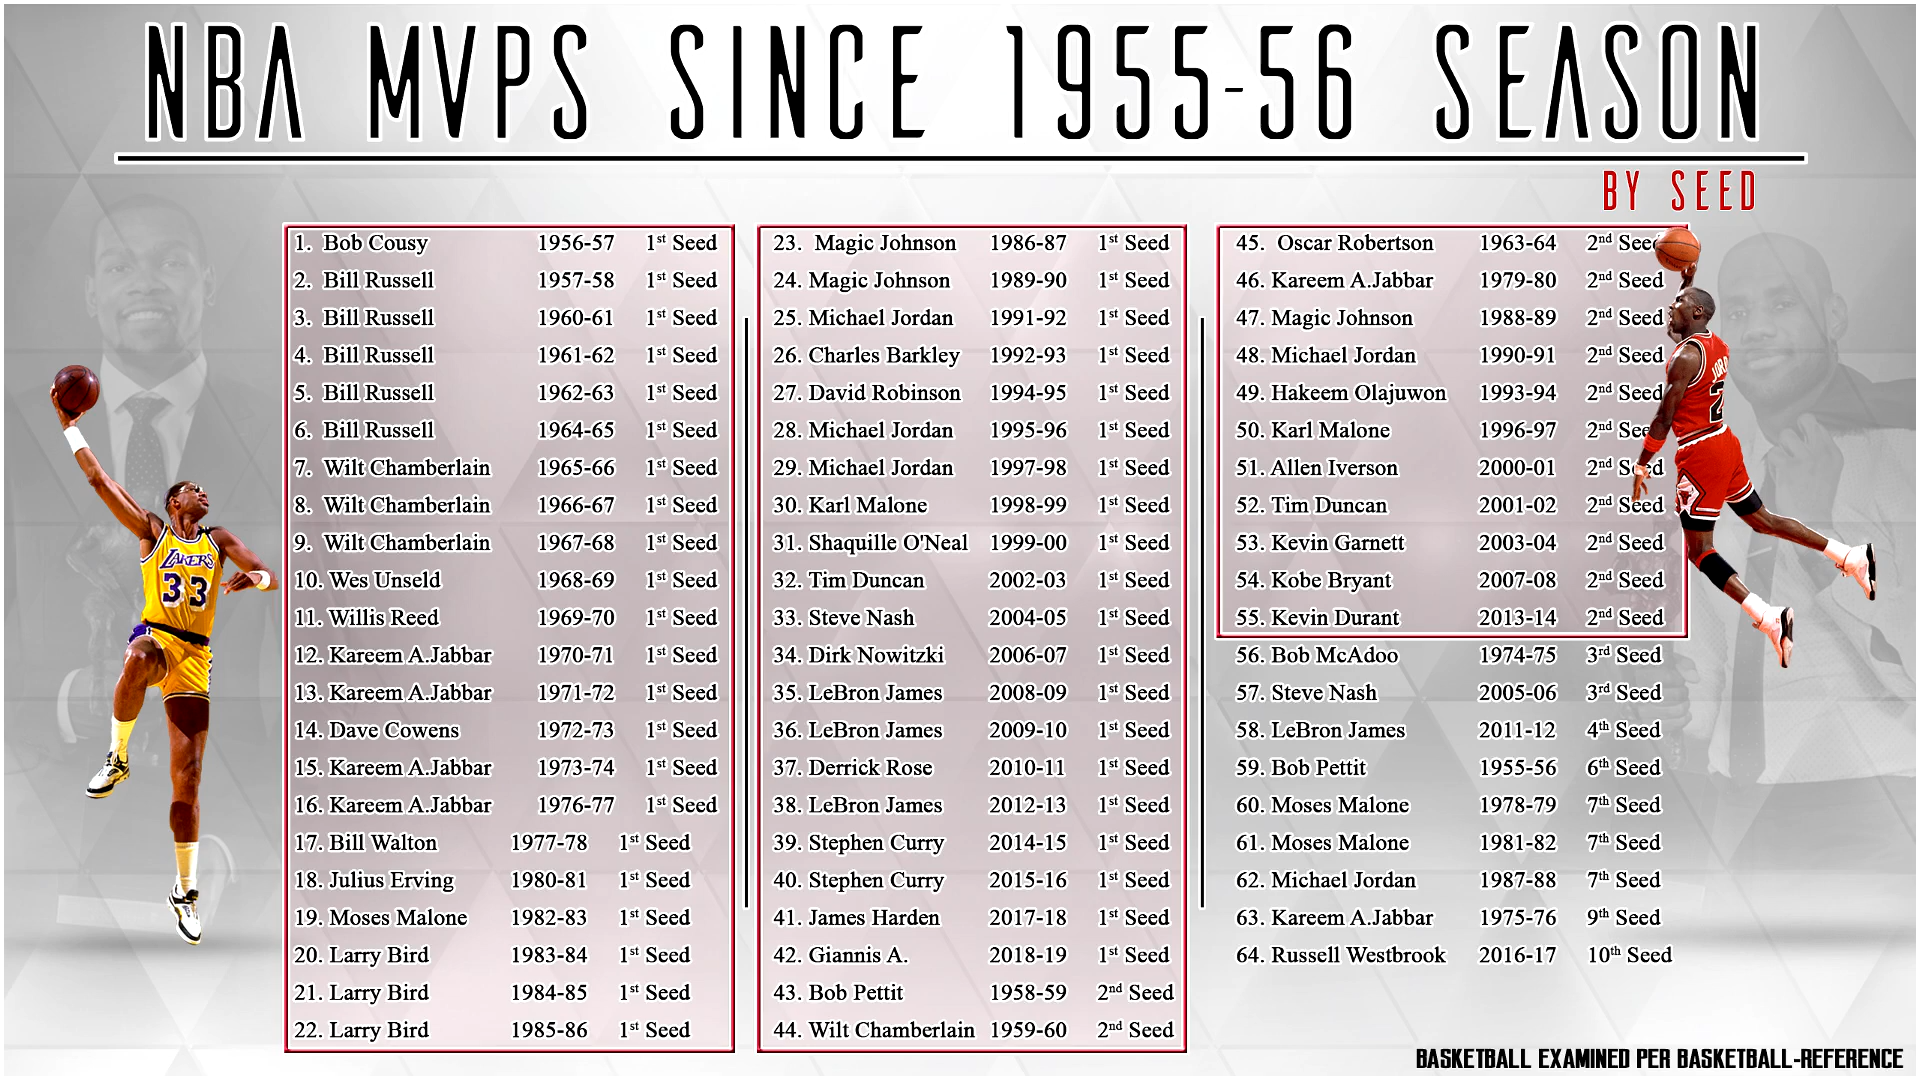 NBA MVPS SINCE 1955-56 SEASON
BY SEED
1. Bob Cousy 1956-57 1st Seed
2. Bill Russell 1957-58 1st Seed
3. Bill Russell 1960-61 1st Seed
4. Bill Russell 1961-62 1st Seed
5. Bill Russell 1962-63 1st Seed
6. Bill Russell 1964-65 1st Seed
7. Wilt Chamberlain 1965-66 1st Seed
8. Wilt Chamberlain 1966-67 1st Seed
9. Wilt Chamberlain 1967-68 1st Seed
10. Wes Unseld 1968-69 1st Seed
11. Willis Reed 1969-70 1st Seed
12. Kareem A.Jabbar 1970-71 1st Seed
13. Kareem A.Jabbar 1971-72 1st Seed
14. Dave Cowens 1972-73 1st Seed
15. Kareem A.Jabbar 1973-74 1st Seed
16. Kareem A.Jabbar 1976-77 1st Seed
17. Bill Walton 1977-78 1st Seed
18. Julius Erving 1980-81 1st Seed
19. Moses Malone 1982-83 1st Seed
20. Larry Bird 1983-84 1st Seed
21. Larry Bird 1984-85 1st Seed
22. Larry Bird 1985-86 1st Seed
23. Magic Johnson 1986-87 1st Seed
24. Magic Johnson 1989-90 1st Seed
25. Michael Jordan 1991-92 1st Seed
26. Charles Barkley 1992-93 1st Seed
27. David Robinson 1994-95 1st Seed
28. Michael Jordan 1995-96 1st Seed
29. Michael Jordan 1997-98 1st Seed
30. Karl Malone 1998-99 1st Seed
31. Shaquille O'Neal 1999-00 1st Seed
32. Tim Duncan 2002-03 1st Seed
33. Steve Nash 2004-05 1st Seed
34. Dirk Nowitzki 2006-07 1st Seed
35. LeBron James 2008-09 1st Seed
36. LeBron James 2009-10 1st Seed
37. Derrick Rose 2010-11 1st Seed
38. LeBron James 2012-13 1st Seed
39. Stephen Curry 2014-15 1st Seed
40. Stephen Curry 2015-16 1st Seed
41. James Harden 2017-18 1st Seed
42. Giannis A. 2018-19 1st Seed
43. Bob Pettit 1958-59 2nd Seed
44. Wilt Chamberlain 1959-60 2nd Seed
45. Oscar Robertson 1963-64 2nd Seed
46. Kareem A.Jabbar 1979-80 2nd Seed
47. Magic Johnson 1988-89 2nd Seed
48. Michael Jordan 1990-91 2nd Seed
49. Hakeem Olajuwon 1993-94 2nd Seed
50. Karl Malone 1996-97 2nd Seed
51. Allen Iverson 2000-01 2nd Seed
52. Tim Duncan 2001-02 2nd Seed
53. Kevin Garnett 2003-04 2nd Seed
54. Kobe Bryant 2007-08 2nd Seed
55. Kevin Durant 2013-14 2nd Seed
56. Bob McAdoo 1974-75 3rd Seed
57. Steve Nash 2005-06 3rd Seed
58. LeBron James 2011-12 4th Seed
59. Bob Pettit 1955-56 6th Seed
60. Moses Malone 1978-79 7th Seed
61. Moses Malone 1981-82 7th Seed
62. Michael Jordan 1987-88 7th Seed
63. Kareem A.Jabbar 1975-76 9th Seed
64. Russell Westbrook 2016-17 10th Seed
LAKERS
33
BASKETBALL EXAMINED PER BASKETBALL-REFERENCE